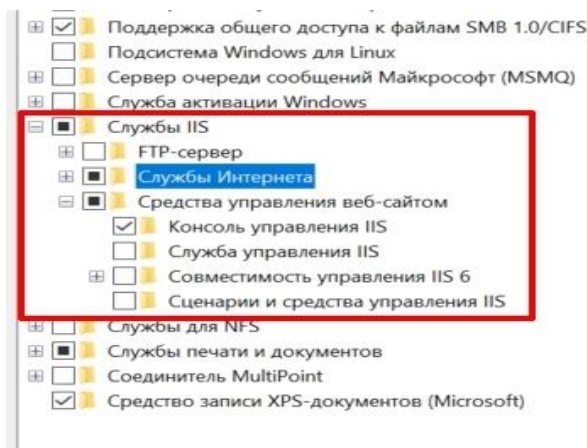 Поддержка общего доступа к файлам SMB 1.0/CIFS
Подсистема Windows для Linux
Сервер очереди сообщений Майкрософт (MSMQ)
Служба активации Windows
Службы IIS
FTP-сервер
Службы Интернета
Средства управления веб-сайтом
Консоль управления IIS
Служба управления IIS
Совместимость управления IIS 6
Сценарии и средства управления IIS
Службы для NFS
Службы печати и документов
Соединитель MultiPoint
Средство записи XPS-документов (Microsoft)